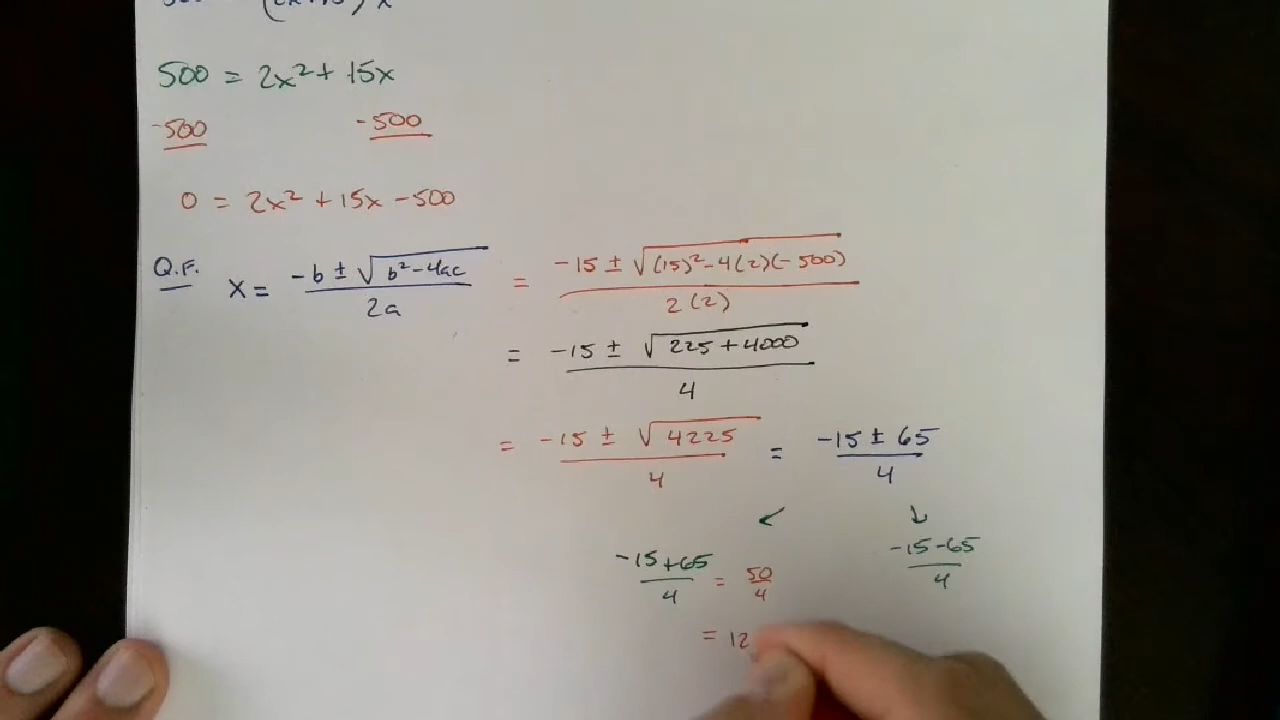 500 = 2x² + 15x
-500 -500
0 = 2x² + 15x - 500
Q.F. x = (-b ± √(b² - 4ac)) / 2a = (-15 ± √((15)² - 4(2)(-500))) / 2(2)
= (-15 ± √(225 + 4000)) / 4
= (-15 ± √4225) / 4 = (-15 ± 65) / 4
(-15 + 65) / 4 = 50/4 (-15 - 65) / 4
= 12